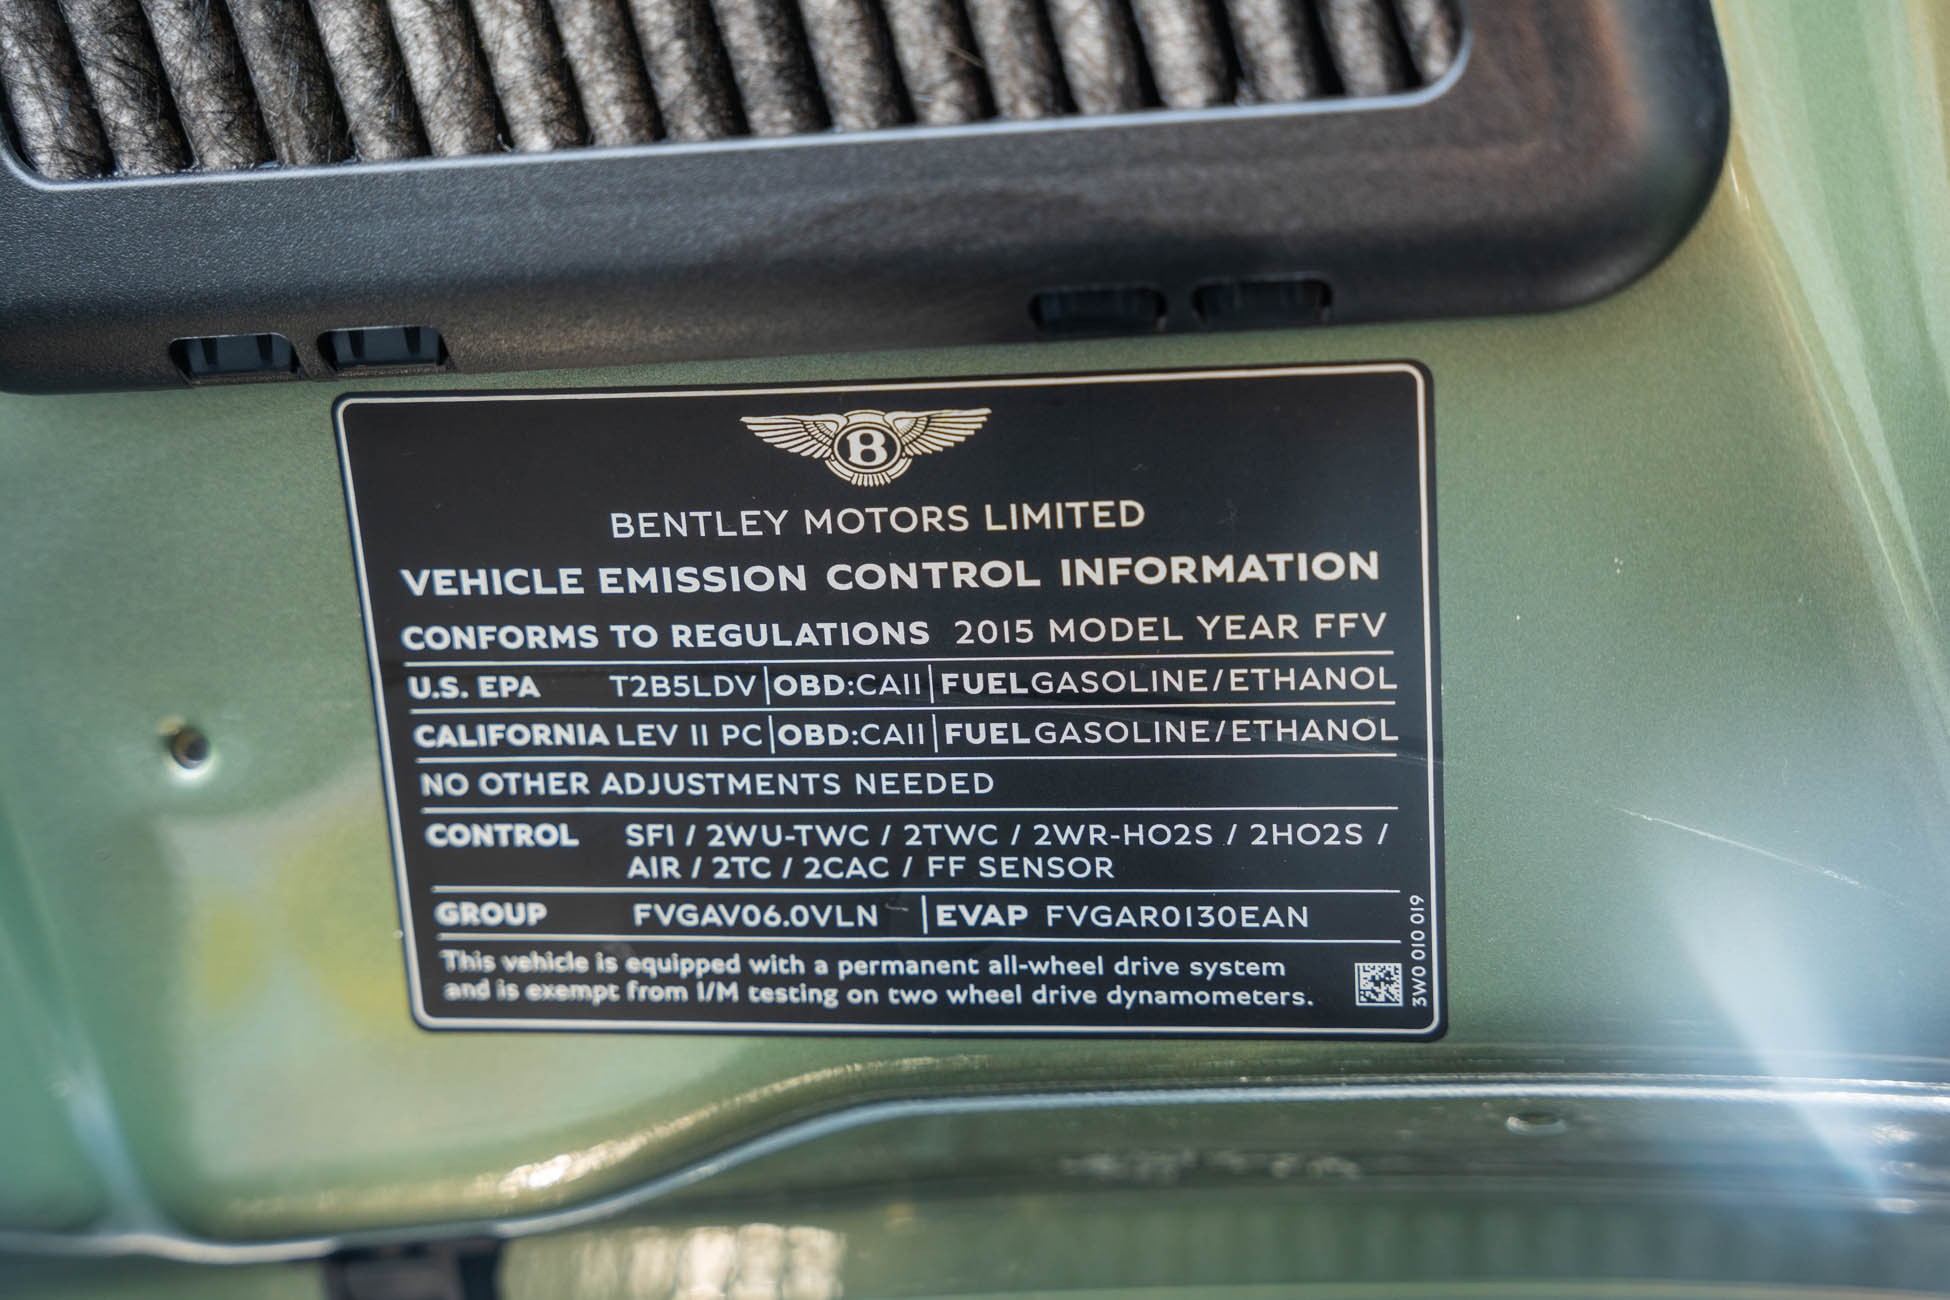 B
BENTLEY MOTORS LIMITED
VEHICLE EMISSION CONTROL INFORMATION
CONFORMS TO REGULATIONS 2015 MODEL YEAR FFV
U.S. EPA T2B5LDV | OBD:CAII | FUEL GASOLINE/ETHANOL
CALIFORNIA LEV II PC | OBD:CAII | FUEL GASOLINE/ETHANOL
NO OTHER ADJUSTMENTS NEEDED
CONTROL SFI / 2WU-TWC / 2TWC / 2WR-HO2S / 2HO2S /
AIR / 2TC / 2CAC / FF SENSOR
GROUP FVGAV06.0VLN | EVAP FVGAR0130EAN
This vehicle is equipped with a permanent all-wheel drive system
and is exempt from I/M testing on two wheel drive dynamometers.
3W0 010 019